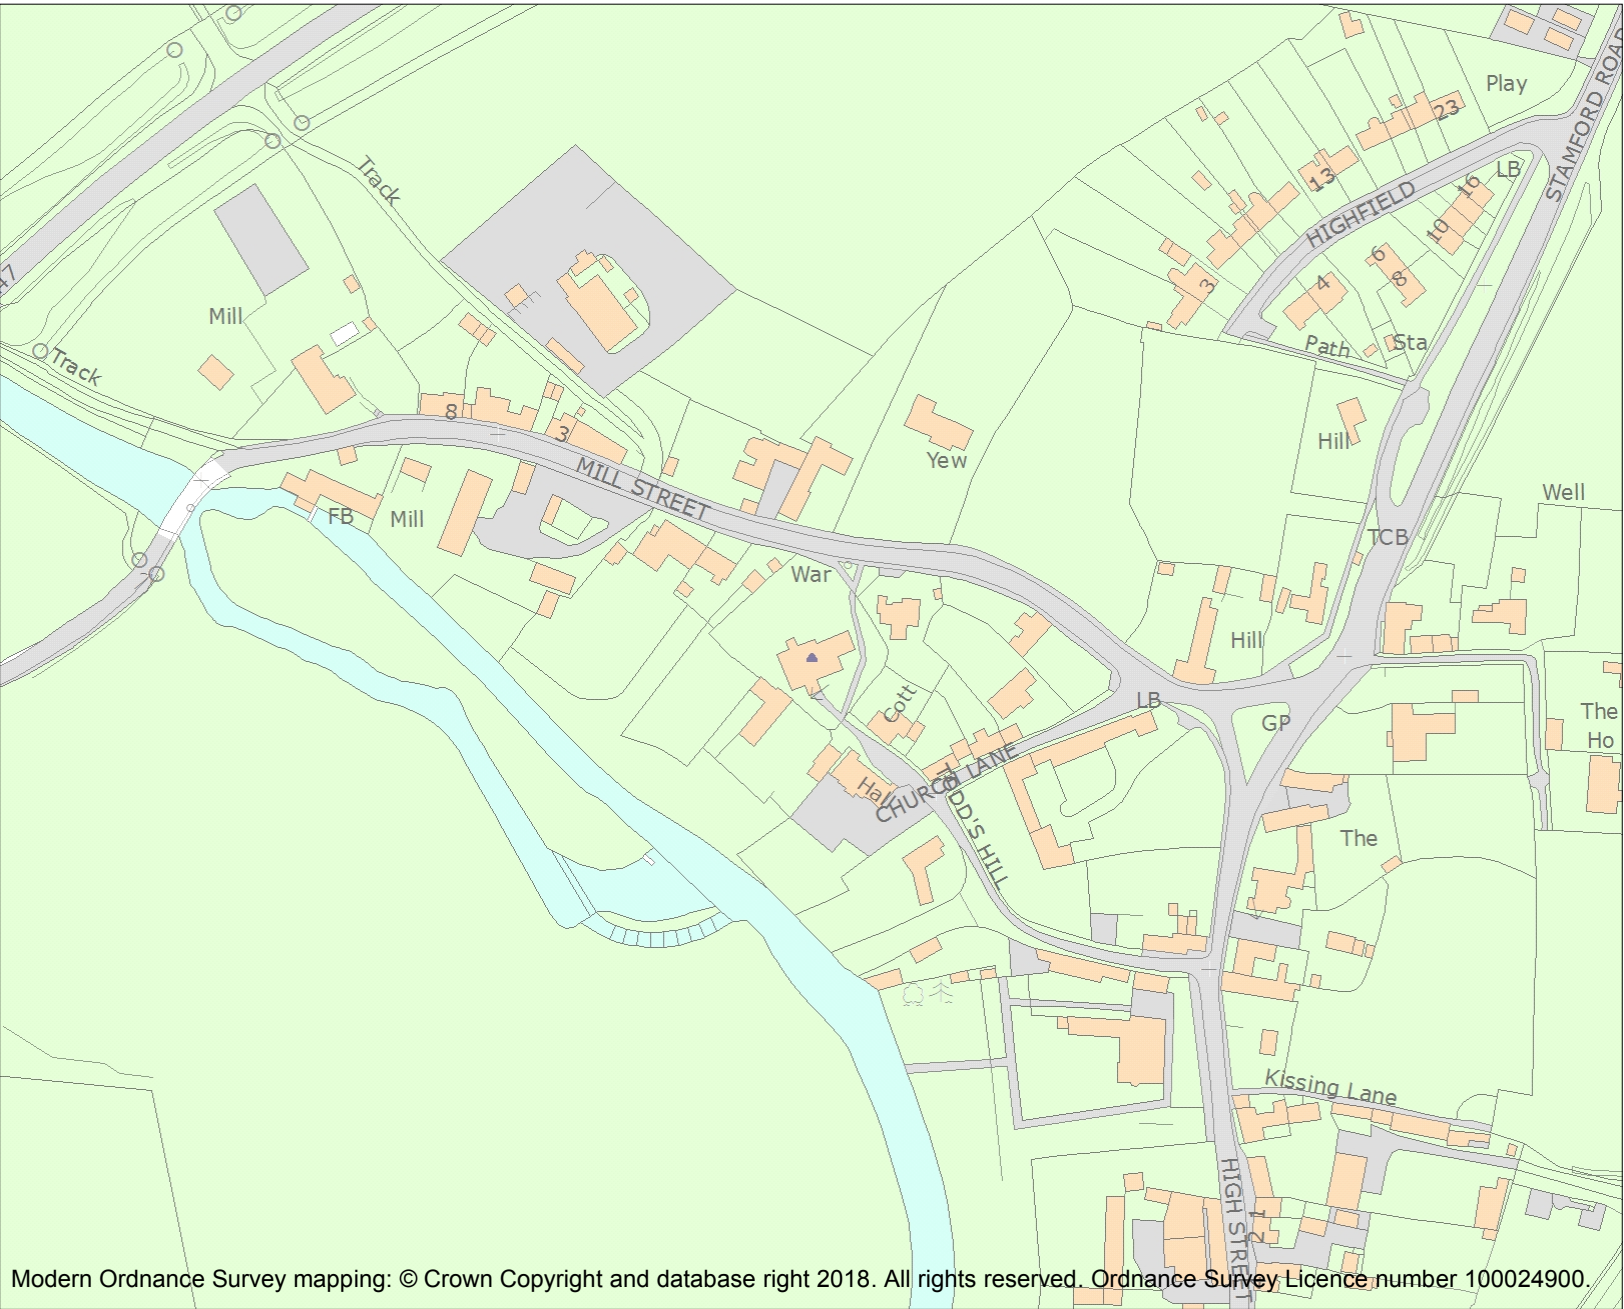 Play
23
STAMFORD ROAD
LB
13
16
Track
HIGHFIELD
10
6
8
3
4
47
Mill
Path
Sta
Track
8
3
Hill
Yew
MILL STREET
Well
FB
Mill
TCB
War
Hill
Cott
LB
GP
The
Ho
CHURCH LANE
Hall
TODD'S HILL
The
Kissing Lane
HIGH STREET
1
2
Modern Ordnance Survey mapping: © Crown Copyright and database right 2018. All rights reserved. Ordnance Survey Licence number 100024900.